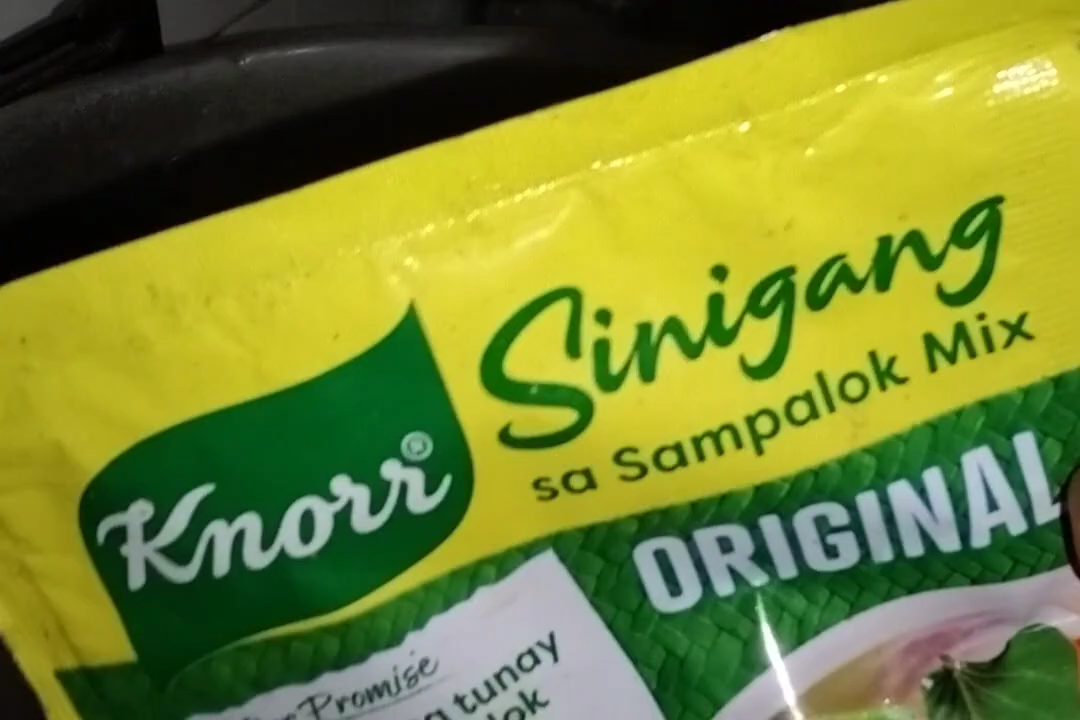 Knorr®
Sinigang
sa Sampalok Mix
ORIGINAL
Promise
tunay